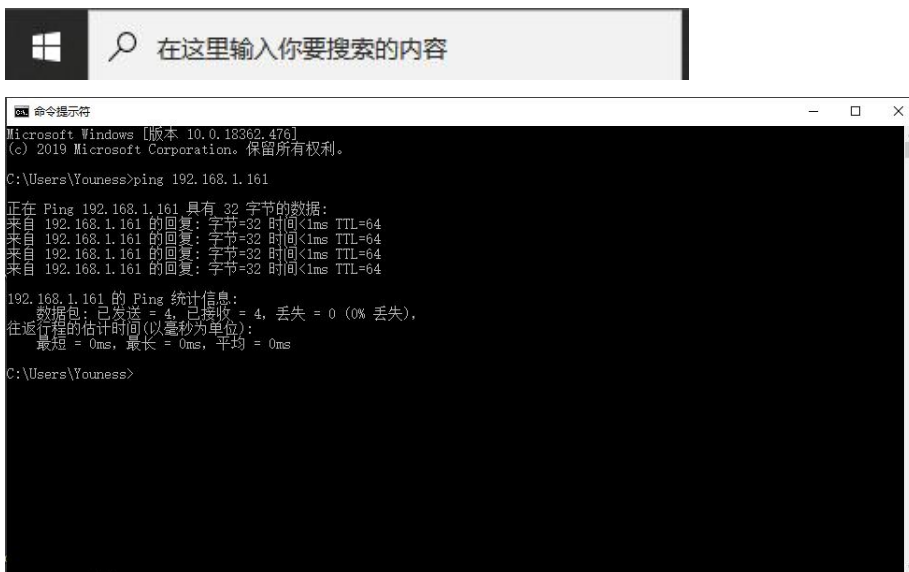 在这里输入你要搜索的内容
命令提示符
Microsoft Windows [版本 10.0.18362.476]
(c) 2019 Microsoft Corporation。保留所有权利。
C:\Users\Youness>ping 192.168.1.161
正在 Ping 192.168.1.161 具有 32 字节的数据:
来自 192.168.1.161 的回复: 字节=32 时间<1ms TTL=64
来自 192.168.1.161 的回复: 字节=32 时间<1ms TTL=64
来自 192.168.1.161 的回复: 字节=32 时间<1ms TTL=64
来自 192.168.1.161 的回复: 字节=32 时间<1ms TTL=64
192.168.1.161 的 Ping 统计信息:
数据包: 已发送 = 4，已接收 = 4，丢失 = 0 (0% 丢失)，
往返行程的估计时间(以毫秒为单位):
最短 = 0ms，最长 = 0ms，平均 = 0ms
C:\Users\Youness>